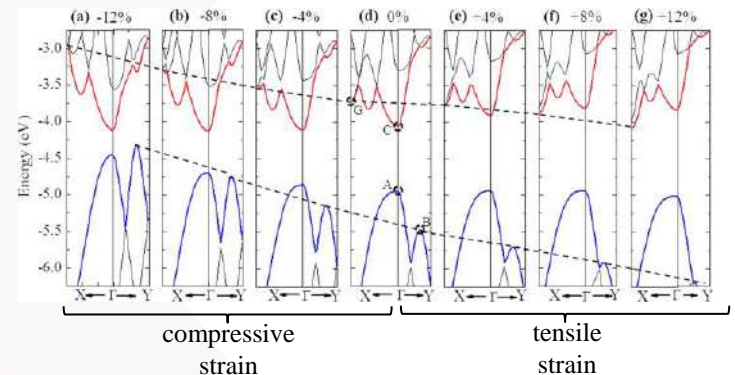 (a) -12% (b) -8% (c) -4% (d) 0% (e) +4% (f) +8% (g) +12%
-3.0
-3.5
-4.0
-4.5
-5.0
-5.5
-6.0
Energy (eV)
G
C
A
B
X←Γ→Y X←Γ→Y X←Γ→Y X←Γ→Y X←Γ→Y X←Γ→Y X←Γ→Y
compressive tensile
strain strain